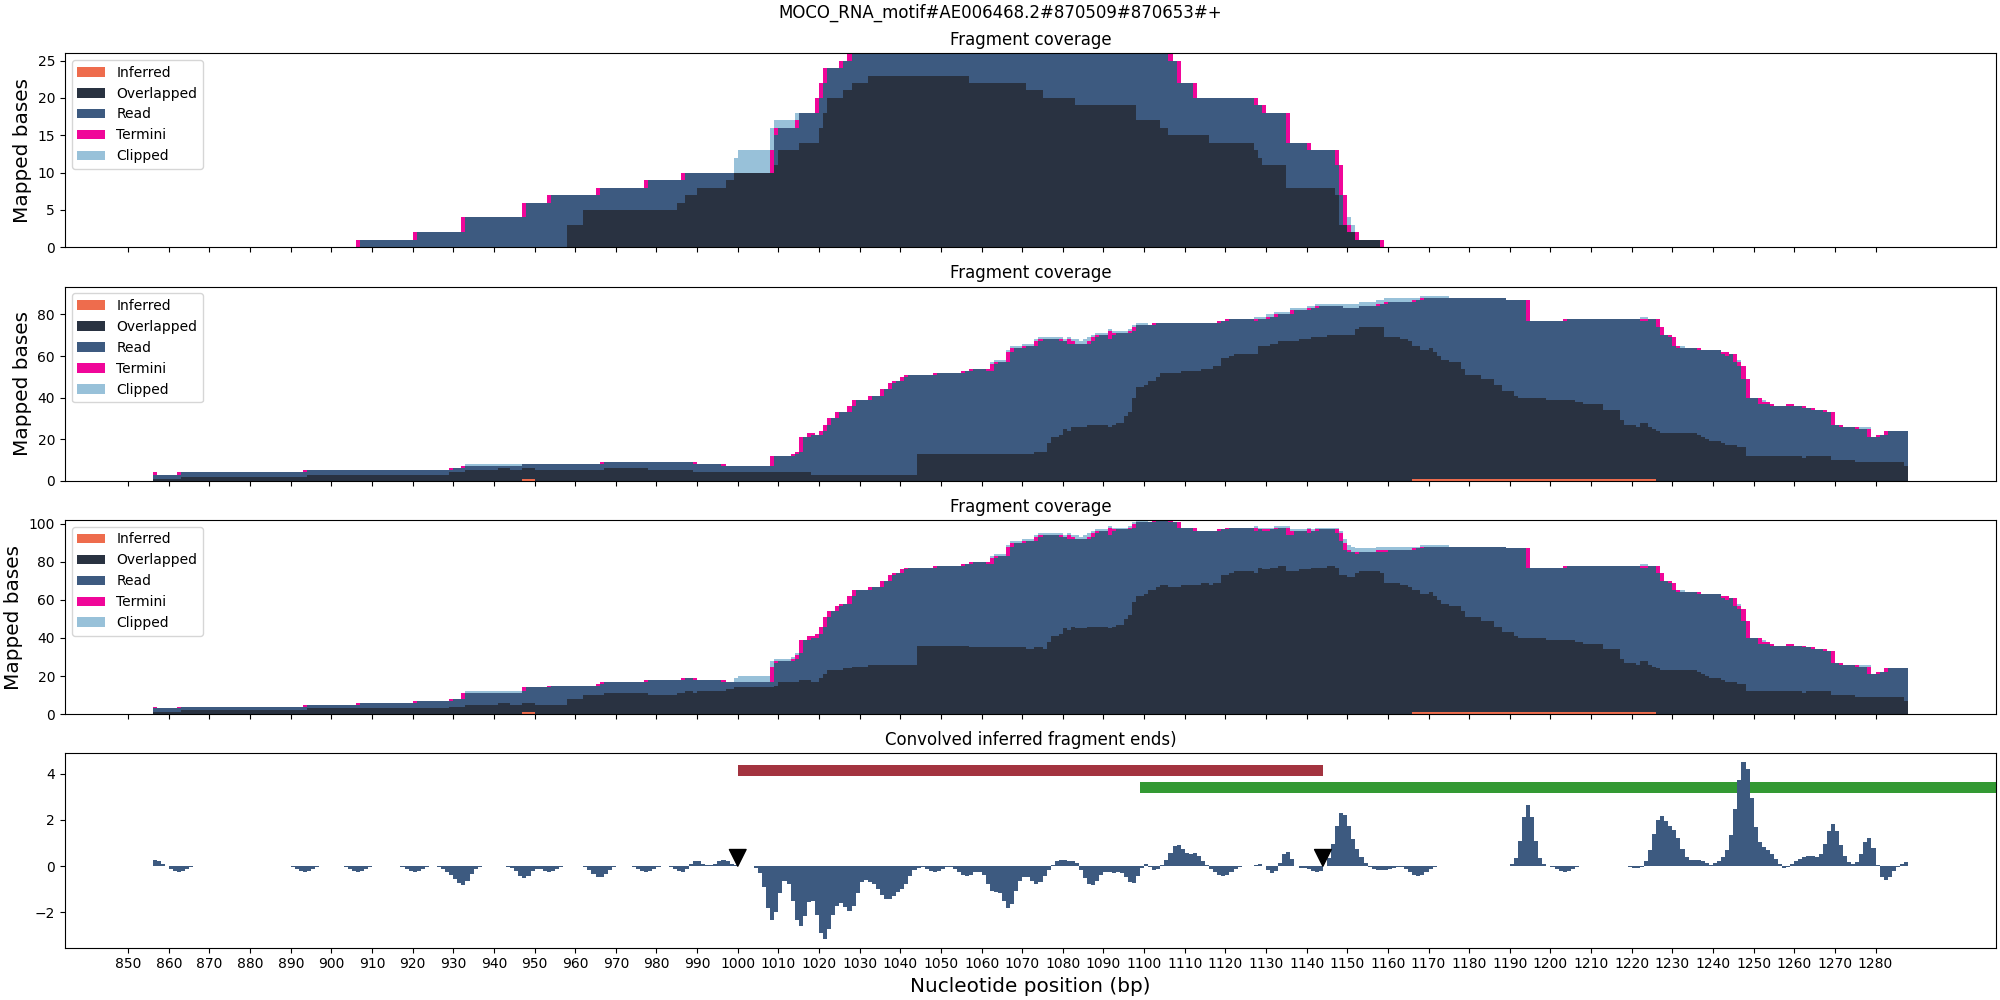 MOCO_RNA_motif#AE006468.2#870509#870653#+
Fragment coverage
Mapped bases
25
20
15
10
5
0
Inferred
Overlapped
Read
Termini
Clipped
Fragment coverage
Mapped bases
80
60
40
20
0
Inferred
Overlapped
Read
Termini
Clipped
Fragment coverage
Mapped bases
100
80
60
40
20
0
Inferred
Overlapped
Read
Termini
Clipped
Convolved inferred fragment ends)
4
2
0
−2
850 860 870 880 890 900 910 920 930 940 950 960 970 980 990 1000 1010 1020 1030 1040 1050 1060 1070 1080 1090 1100 1110 1120 1130 1140 1150 1160 1170 1180 1190 1200 1210 1220 1230 1240 1250 1260 1270 1280
Nucleotide position (bp)